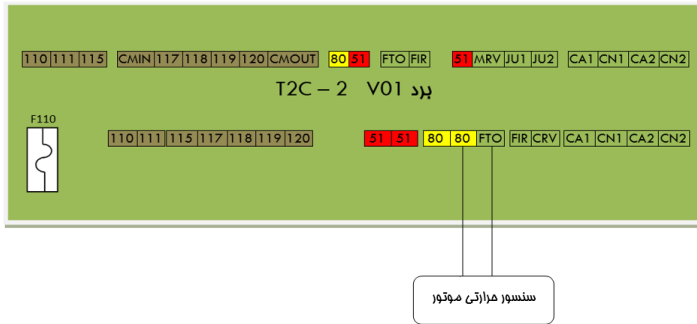 110 111 115 CMIN 117 118 119 120 CMOUT 80 51 FTO FIR 51 MRV JU1 JU2 CA1 CN1 CA2 CN2
برد T2C – 2 V01
F110
110 111 115 117 118 119 120 51 51 80 80 FTO FIR CRV CA1 CN1 CA2 CN2
سنسور حرارتی موتور